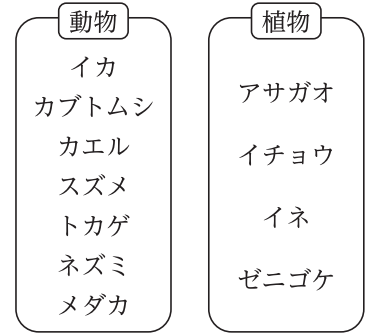 動物
イカ
カブトムシ
カエル
スズメ
トカゲ
ネズミ
メダカ
植物
アサガオ
イチョウ
イネ
ゼニゴケ